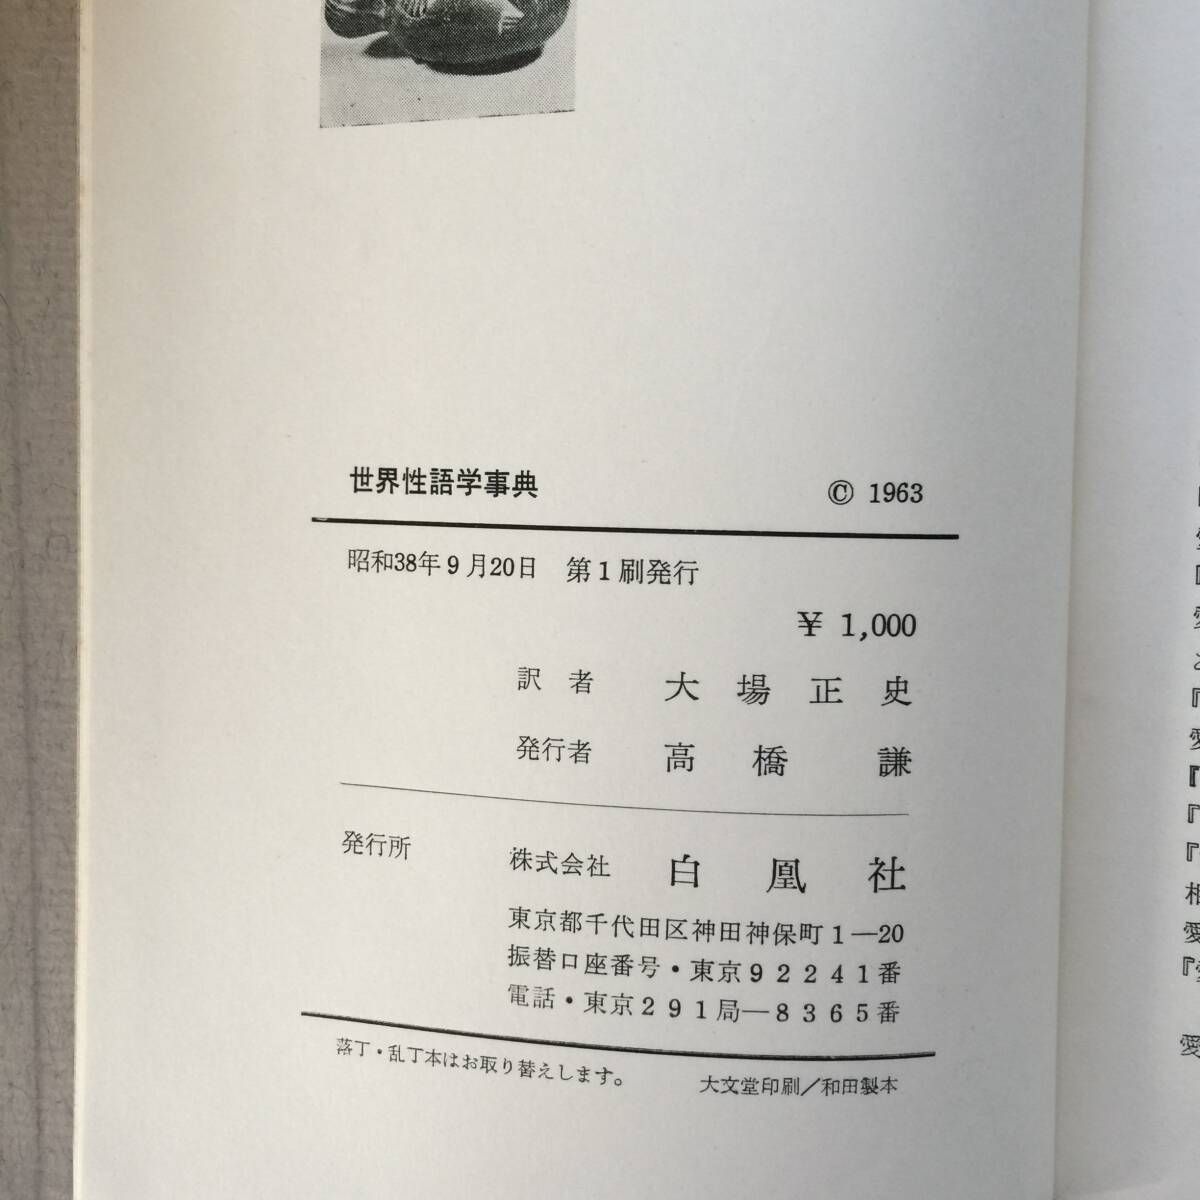 世界性語学事典 © 1963
昭和38年9月20日 第1刷発行
¥ 1,000
訳者 大場正史
発行者 高橋謙
発行所 株式会社 白凰社
東京都千代田区神田神保町1―20
振替口座番号・東京92241番
電話・東京291局―8365番
落丁・乱丁本はお取り替えします。 大文堂印刷/和田製本